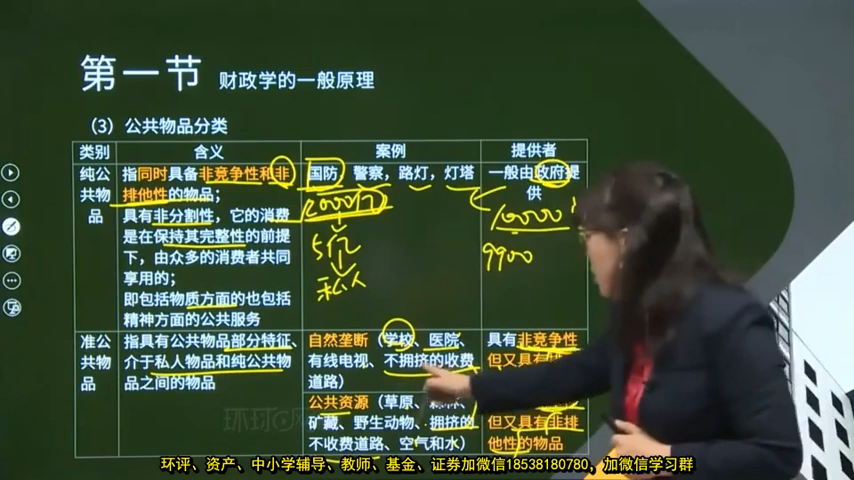 第一节 财政学的一般原理
（3）公共物品分类
类别 含义 案例 提供者
纯公共物品
指同时具备非竞争性和非排他性的物品；
具有非分割性，它的消费是在保持其完整性的前提下，由众多的消费者共同享用的；
即包括物质方面的也包括精神方面的公共服务
国防，警察，路灯，灯塔
一般由政府提供
5亿
私人
10000
9900
准公共物品
指具有公共物品部分特征、介于私人物品和纯公共物品之间的物品
自然垄断（学校、医院、有线电视、不拥挤的收费道路）
具有非竞争性
但又具有
公共资源（草原、森林、矿藏、野生动物、拥挤的不收费道路、空气和水）
但又具有非排他性的物品
环球网
环评、资产、中小学辅导、教师、基金、证券加微信18538180780，加微信学习群